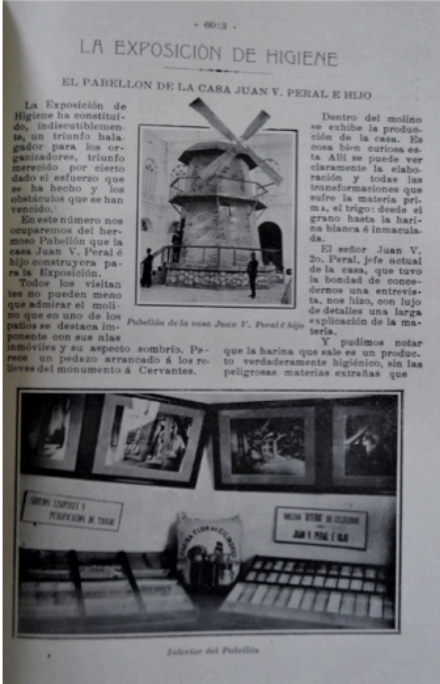 - 6013 -
LA EXPOSICIÒN DE HIGIENE
EL PABELLON DE LA CASA JUAN V. PERAL É HIJO
La Exposición de
Higiene ha constituí-
do, indiscutiblemen-
te, un triunfo hala-
gador para los or-
ganizadores, triunfo
merecido por cierto
dado el esfuerzo que
se ha hecho y los
obstáculos que se han
vencido.
En este número nos
ocuparemos del her-
moso Pabellón que la
casa Juan V. Peral é
hijo construyera pa-
ra la Exposición.
Todos los visitan
tes no pueden meno
que admirar el moli-
no que en uno de los
patios se destaca im-
ponente con sus alas
inmóviles y su aspecto sombrío. Pa-
rece un pedazo arrancado á los re-
lieves del monumento á Cervantes.
Pabellón de la casa Juan V. Peral é hijo
Dentro del molino
se exhibe la produc-
ción de la casa. Es
cosa bien curiosa es-
ta. Allí se puede ver
claramente la elabo-
ración y todas las
transformaciones que
sufre la materia pri-
ma, el trigo: desde el
grano hasta la hari-
na blanca é inmacula-
da.
El señor Juan V.
Peral, jefe actual
de la casa, que tuvo
la bondad de conce-
dernos una entrevis-
ta, nos hizo, con lujo
de detalles una larga
explicación de la ma-
teria.
Y pudimos notar
que la harina que sale es un produc-
to verdaderamente higiénico, sin las
peligrosas materias extrañas que
LIMPIEZA Y
PURIFICACION DE TRIGO
JUAN V. PERAL É HIJO
Interior del Pabellón